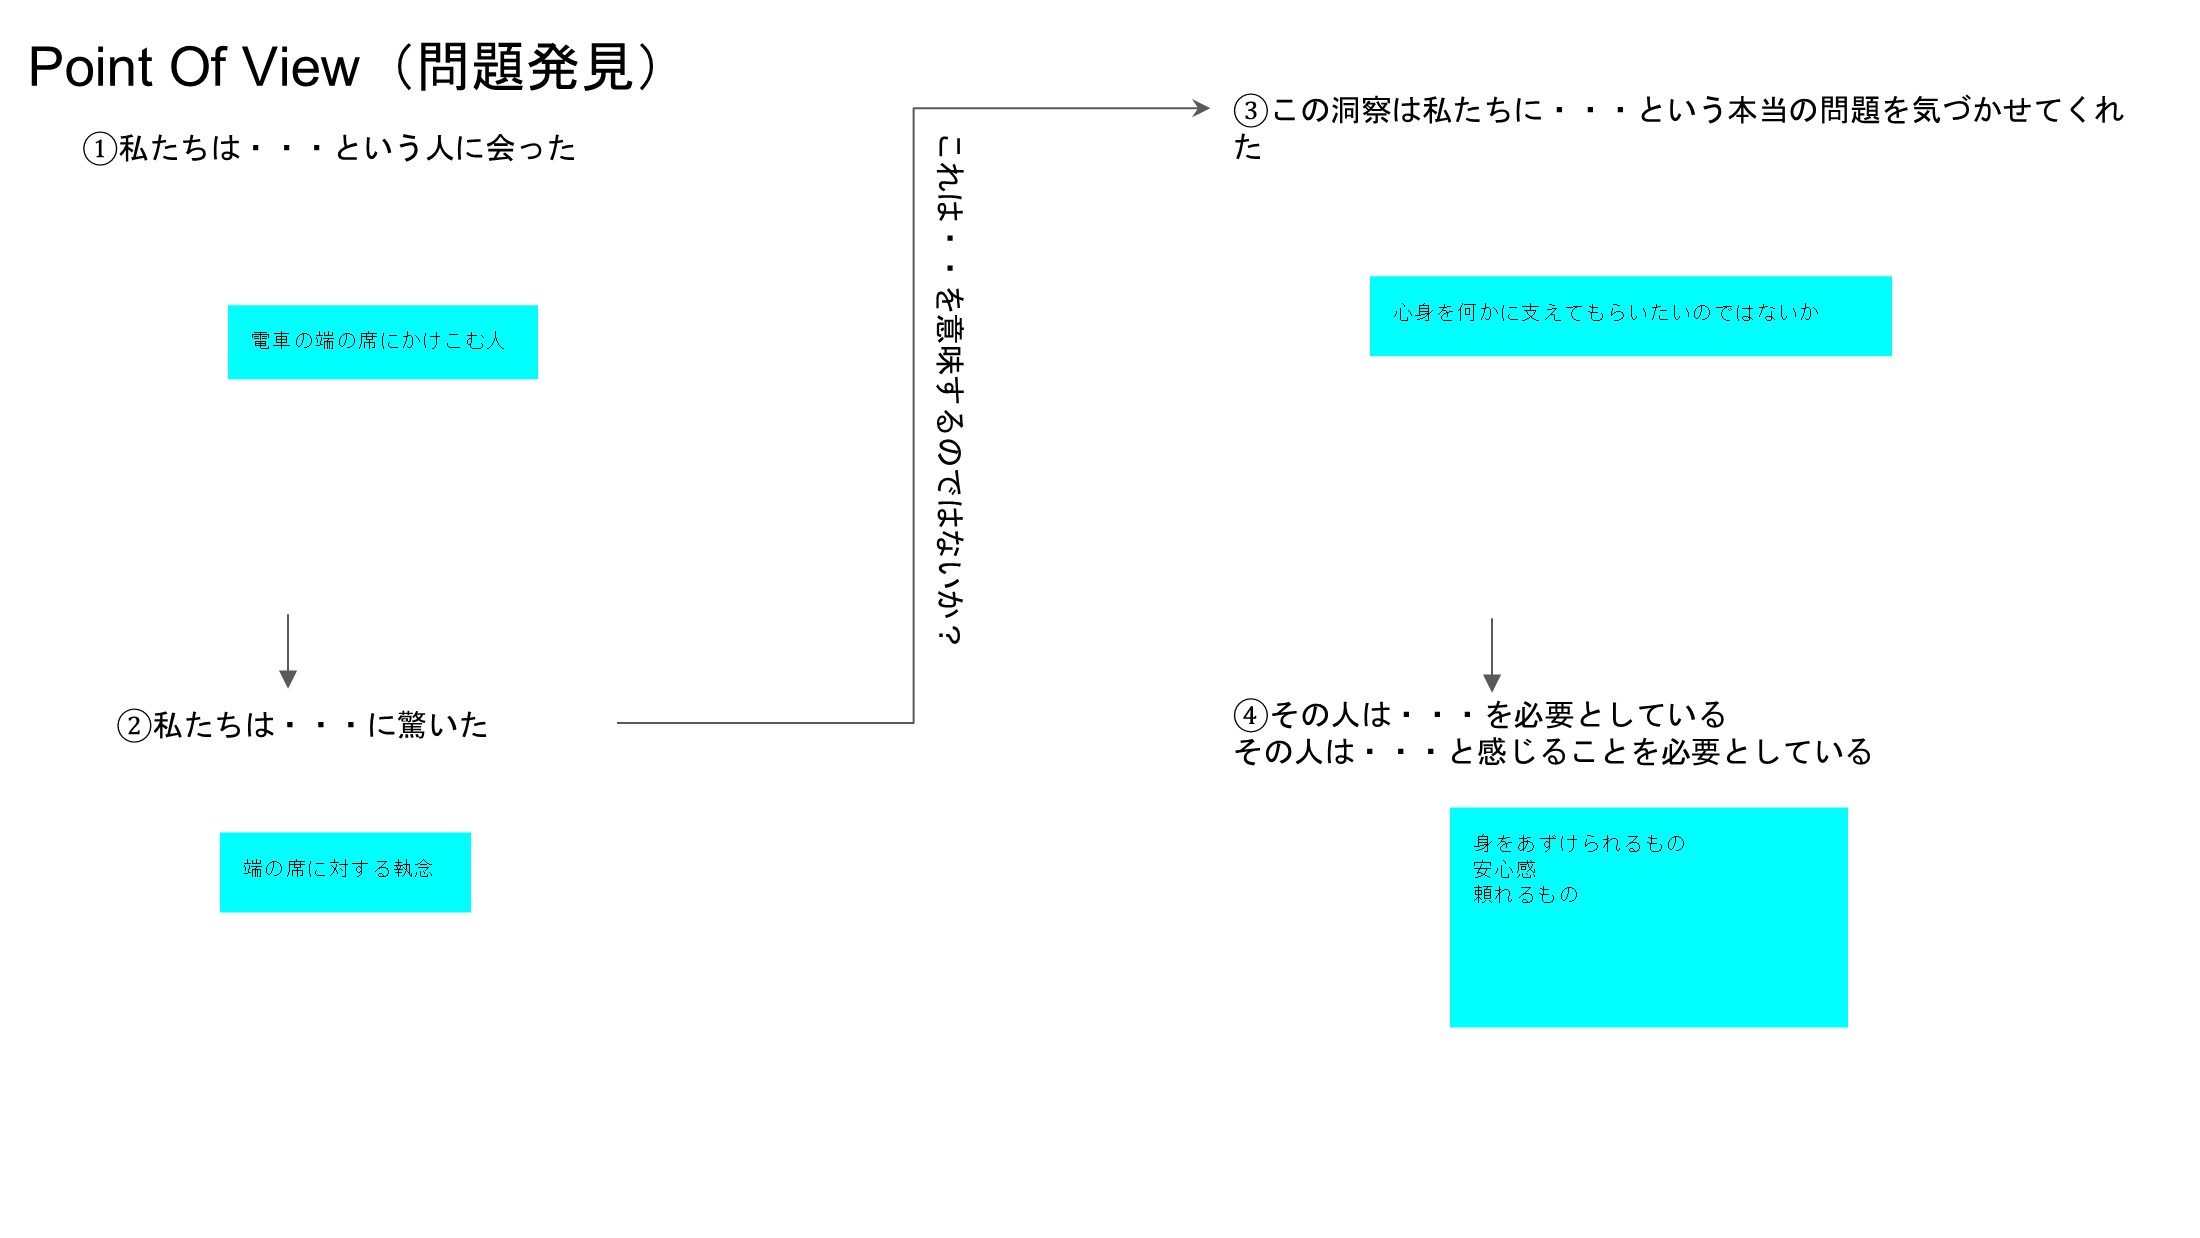 Point Of View（問題発見）
①私たちは・・・という人に会った
電車の端の席にかけこむ人
②私たちは・・・に驚いた
端の席に対する執念
これは・・を意味するのではないか？
③この洞察は私たちに・・・という本当の問題を気づかせてくれ
た
心身を何かに支えてもらいたいのではないか
④その人は・・・を必要としている
その人は・・・と感じることを必要としている
身をあずけられるもの
安心感
頼れるもの